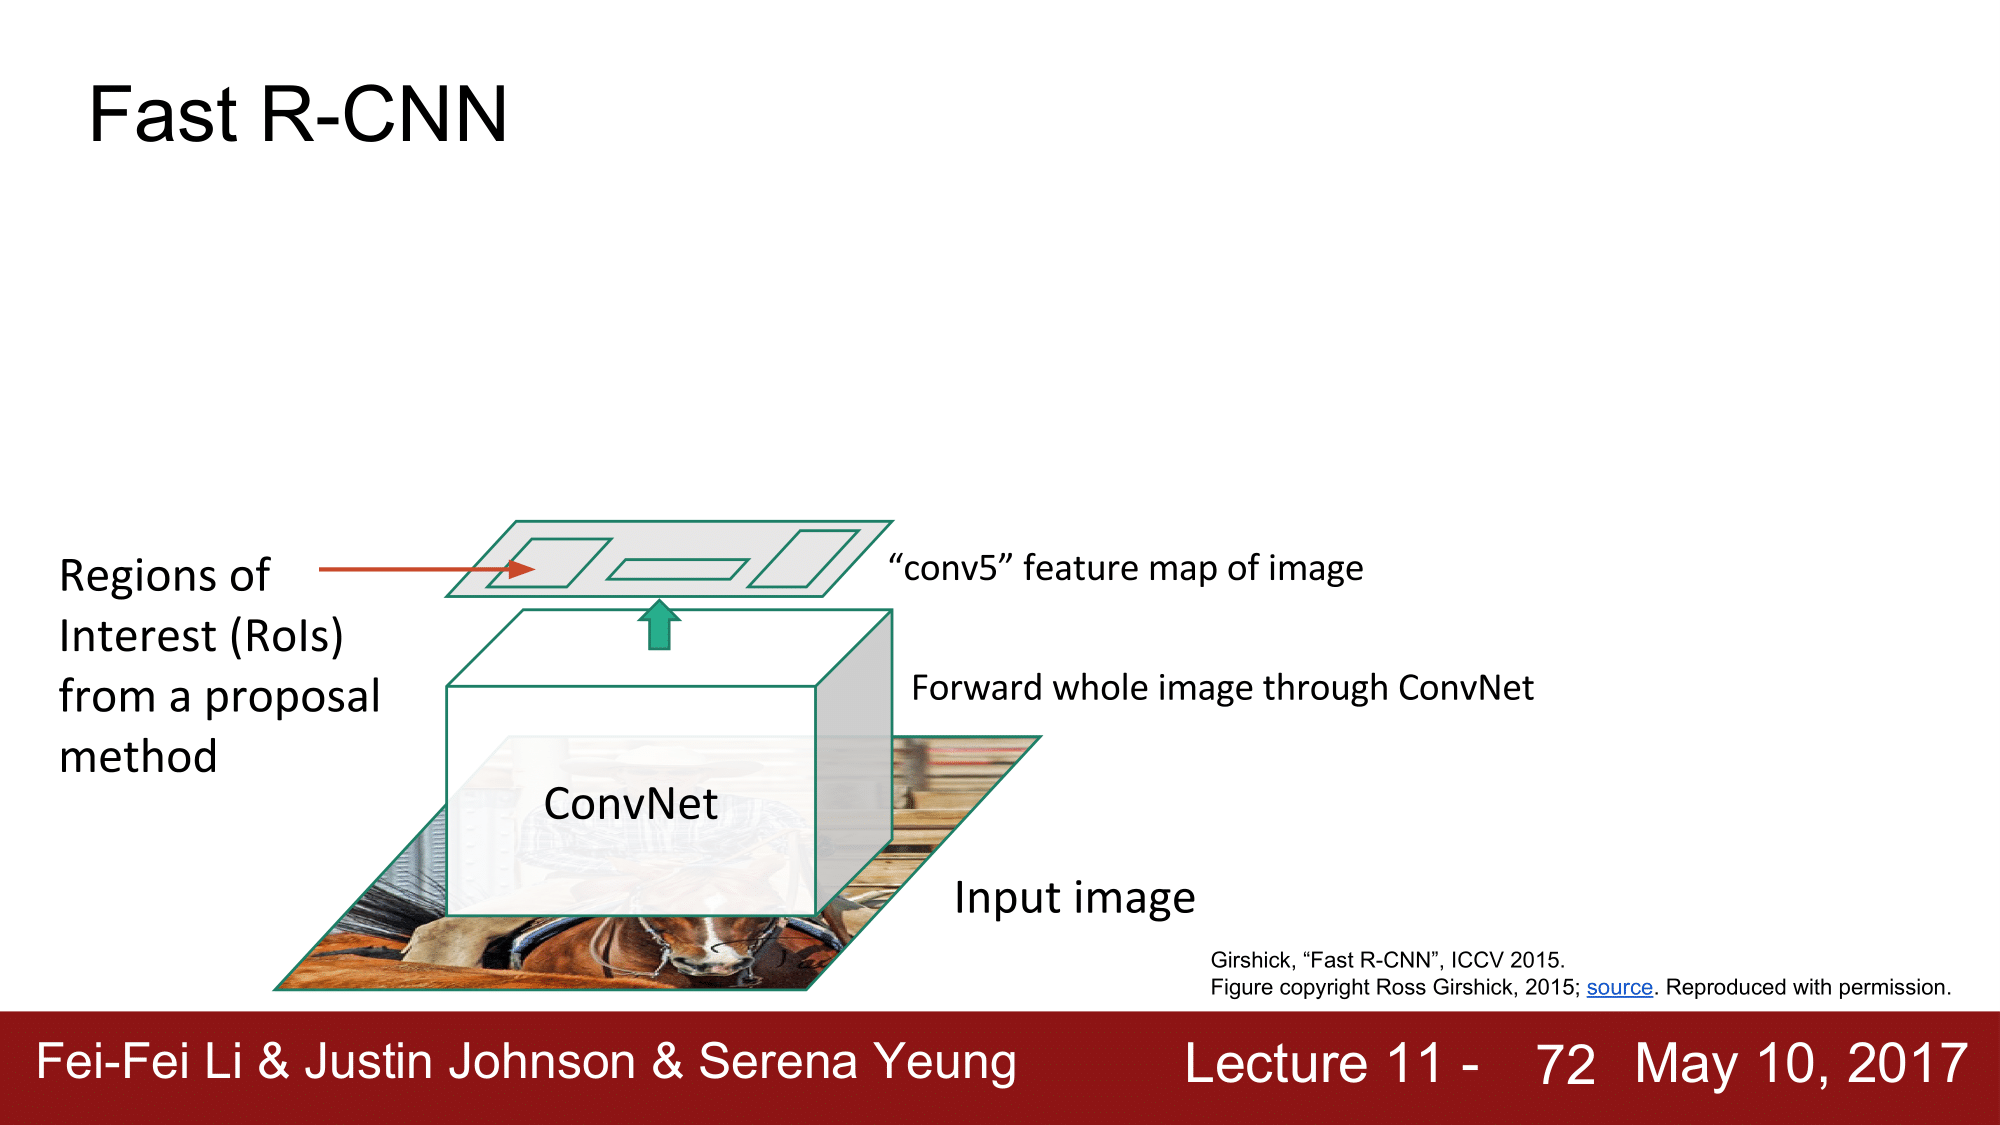 Fast R-CNN
Regions of
Interest (RoIs)
from a proposal
method
“conv5” feature map of image
Forward whole image through ConvNet
ConvNet
Input image
Girshick, “Fast R-CNN”, ICCV 2015.
Figure copyright Ross Girshick, 2015; source. Reproduced with permission.
Fei-Fei Li & Justin Johnson & Serena Yeung
Lecture 11 - 72 May 10, 2017